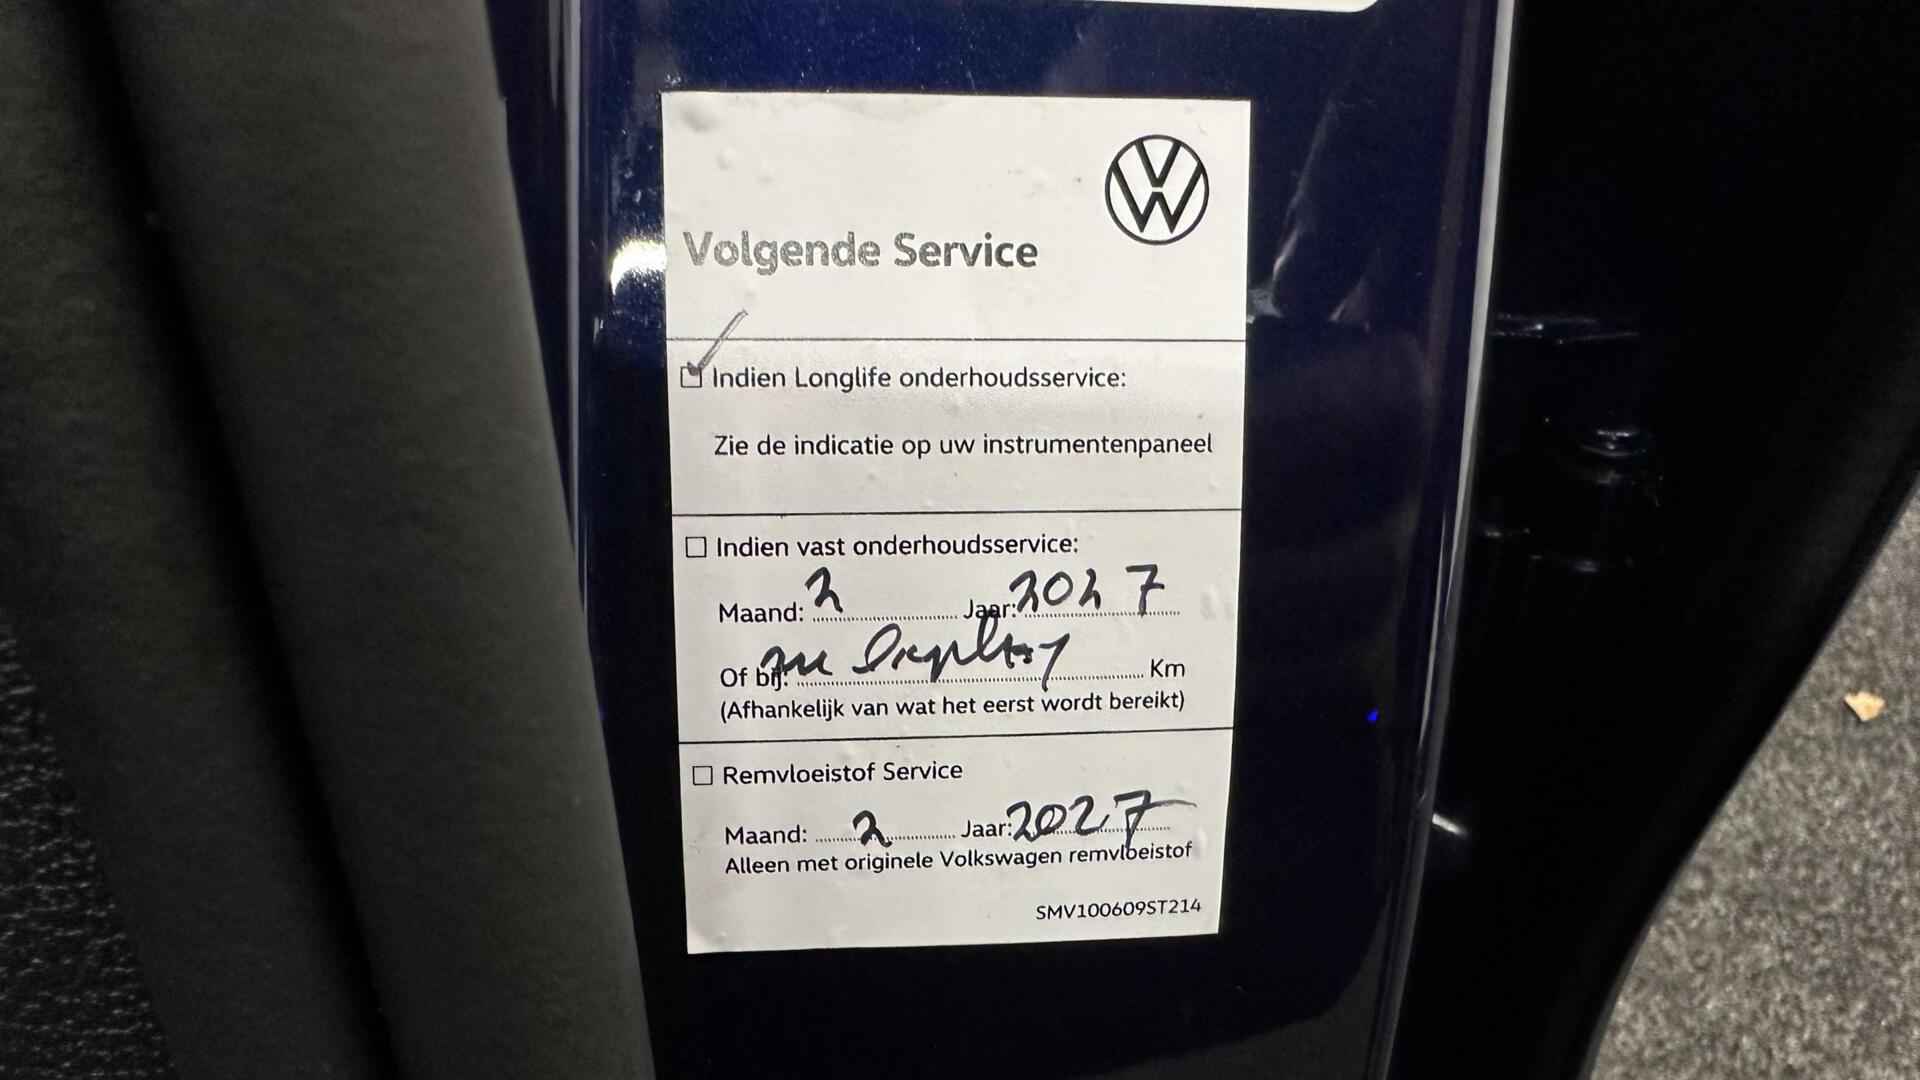 Volgende Service
Indien Longlife onderhoudsservice:
Zie de indicatie op uw instrumentenpaneel
Indien vast onderhoudsservice:
Maand: 2 Jaar: 2027
Of bij: zie display Km
(Afhankelijk van wat het eerst wordt bereikt)
Remvloeistof Service
Maand: 2 Jaar: 2027
Alleen met originele Volkswagen remvloeistof
SMV100609ST214